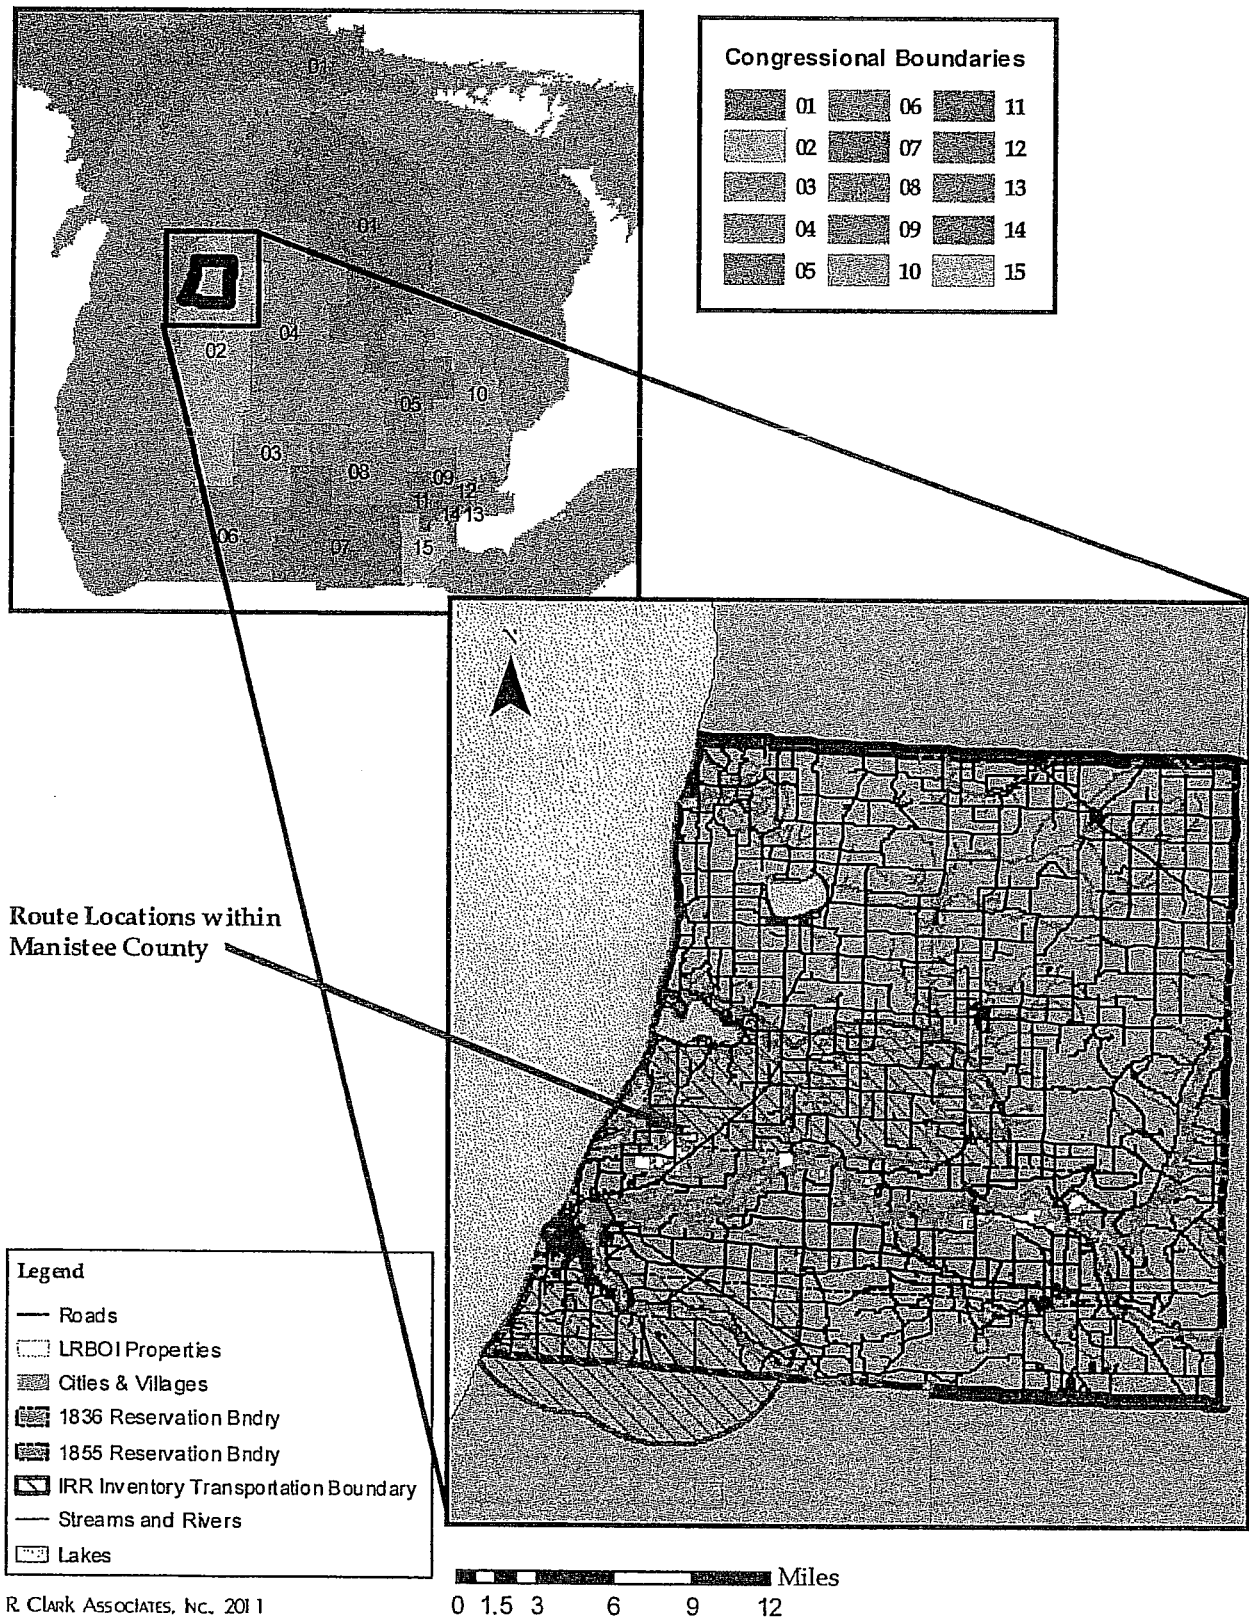 01
01
04
02
05
10
03
08
09
11
12
14
13
06
07
15
Congressional Boundaries
01 06 11
02 07 12
03 08 13
04 09 14
05 10 15
N
Route Locations within
Manistee County
Legend
Roads
LRBOI Properties
Cities & Villages
1836 Reservation Bndry
1855 Reservation Bndry
IRR Inventory Transportation Boundary
Streams and Rivers
Lakes
R. Clark Associates, Inc., 2011
Miles
0 1.5 3 6 9 12